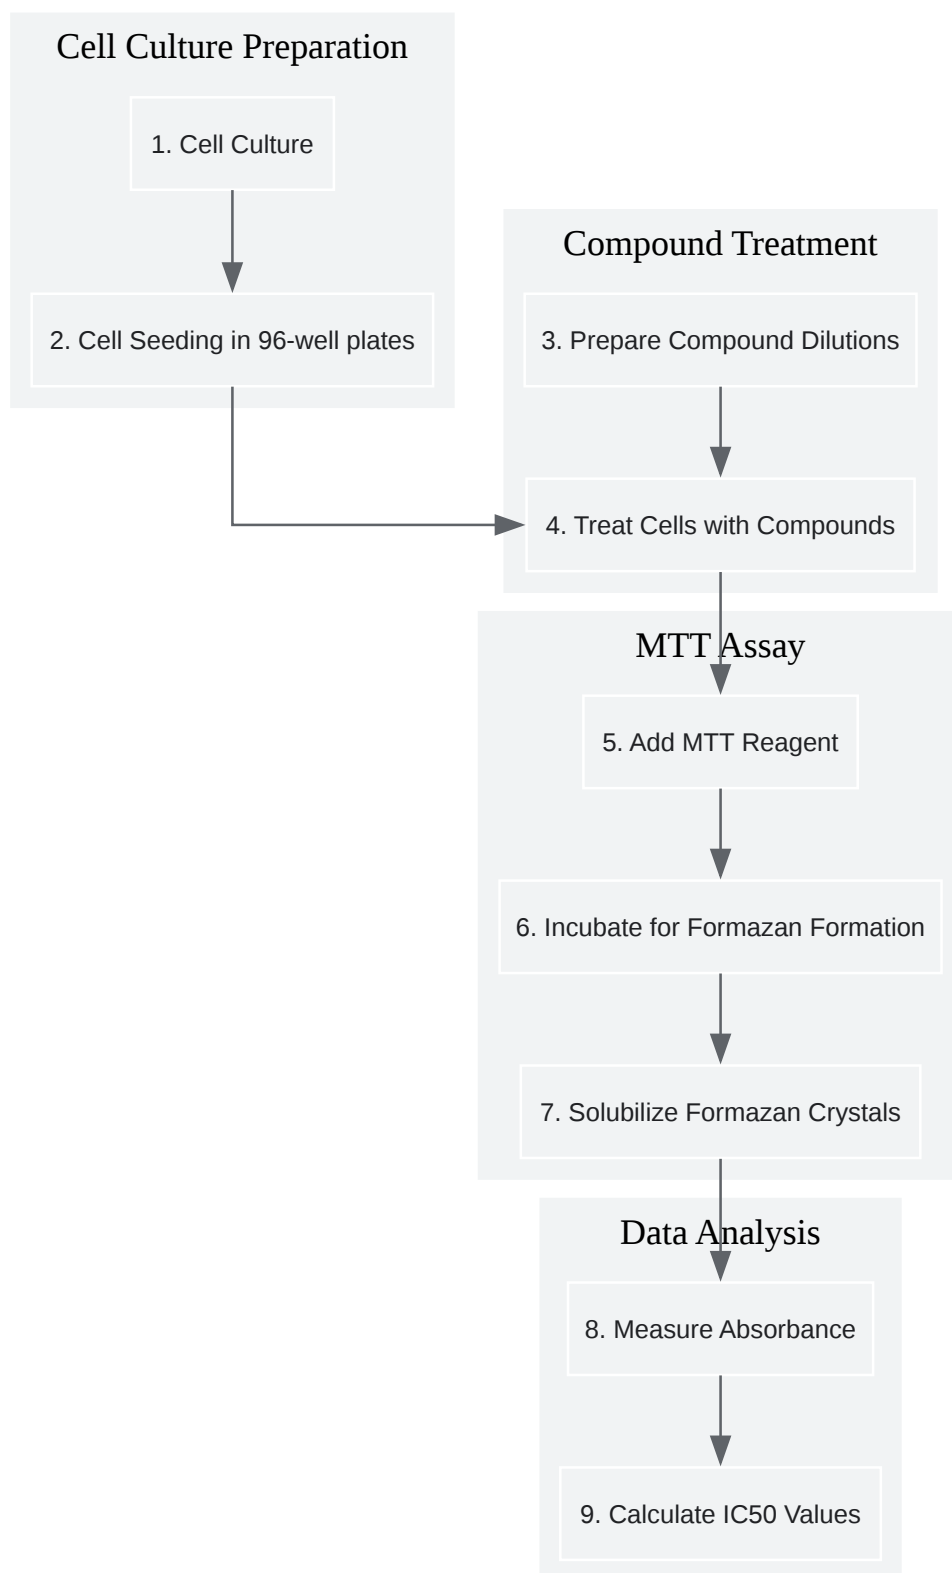 Cell Culture Preparation
1. Cell Culture
2. Cell Seeding in 96-well plates
Compound Treatment
3. Prepare Compound Dilutions
4. Treat Cells with Compounds
MTT Assay
5. Add MTT Reagent
6. Incubate for Formazan Formation
7. Solubilize Formazan Crystals
Data Analysis
8. Measure Absorbance
9. Calculate IC50 Values